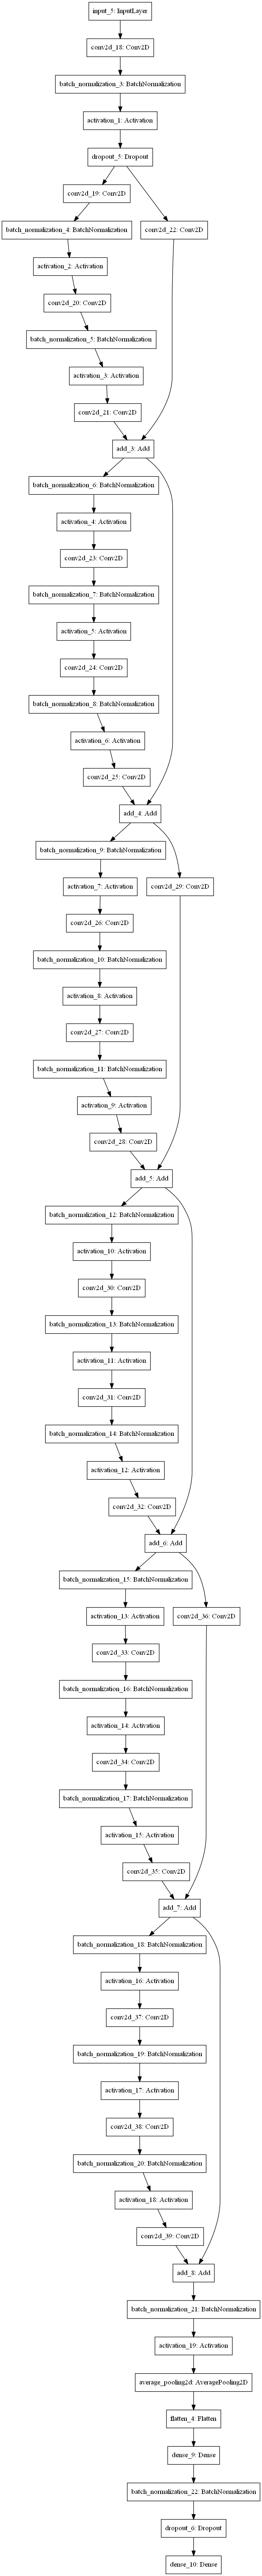 input_5: InputLayer
conv2d_18: Conv2D
batch_normalization_3: BatchNormalization
activation_1: Activation
dropout_5: Dropout
conv2d_19: Conv2D
batch_normalization_4: BatchNormalization
conv2d_22: Conv2D
activation_2: Activation
conv2d_20: Conv2D
batch_normalization_5: BatchNormalization
activation_3: Activation
conv2d_21: Conv2D
add_3: Add
batch_normalization_6: BatchNormalization
activation_4: Activation
conv2d_23: Conv2D
batch_normalization_7: BatchNormalization
activation_5: Activation
conv2d_24: Conv2D
batch_normalization_8: BatchNormalization
activation_6: Activation
conv2d_25: Conv2D
add_4: Add
batch_normalization_9: BatchNormalization
activation_7: Activation
conv2d_29: Conv2D
conv2d_26: Conv2D
batch_normalization_10: BatchNormalization
activation_8: Activation
conv2d_27: Conv2D
batch_normalization_11: BatchNormalization
activation_9: Activation
conv2d_28: Conv2D
add_5: Add
batch_normalization_12: BatchNormalization
activation_10: Activation
conv2d_30: Conv2D
batch_normalization_13: BatchNormalization
activation_11: Activation
conv2d_31: Conv2D
batch_normalization_14: BatchNormalization
activation_12: Activation
conv2d_32: Conv2D
add_6: Add
batch_normalization_15: BatchNormalization
activation_13: Activation
conv2d_36: Conv2D
conv2d_33: Conv2D
batch_normalization_16: BatchNormalization
activation_14: Activation
conv2d_34: Conv2D
batch_normalization_17: BatchNormalization
activation_15: Activation
conv2d_35: Conv2D
add_7: Add
batch_normalization_18: BatchNormalization
activation_16: Activation
conv2d_37: Conv2D
batch_normalization_19: BatchNormalization
activation_17: Activation
conv2d_38: Conv2D
batch_normalization_20: BatchNormalization
activation_18: Activation
conv2d_39: Conv2D
add_8: Add
batch_normalization_21: BatchNormalization
activation_19: Activation
average_pooling2d: AveragePooling2D
flatten_4: Flatten
dense_9: Dense
batch_normalization_22: BatchNormalization
dropout_6: Dropout
dense_10: Dense